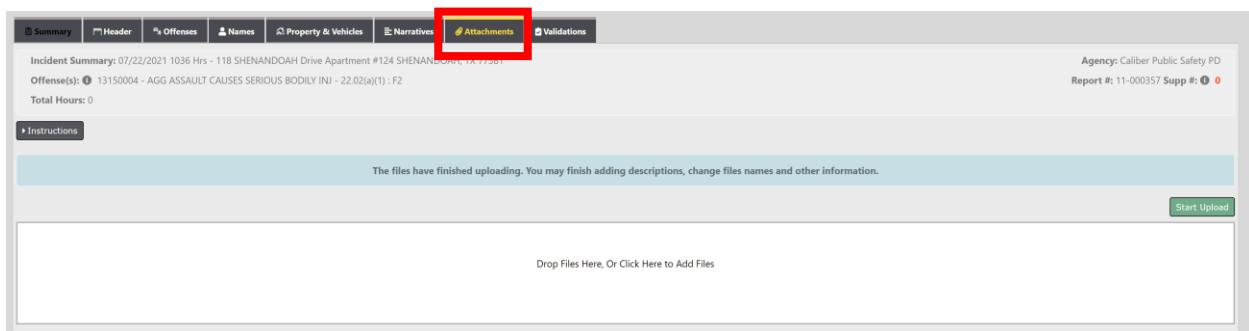 Summary Header Offenses Names Property & Vehicles Narratives Attachments Validations
Incident Summary: 07/22/2021 1036 Hrs - 118 SHENANDOAH Drive Apartment #124 SHENANDOAH, TX 77381 Agency: Caliber Public Safety PD
Offense(s): 13150004 - AGG ASSAULT CAUSES SERIOUS BODILY INJ - 22.02(a)(1) : F2 Report #: 11-000357 Supp #: 0
Total Hours: 0
Instructions
The files have finished uploading. You may finish adding descriptions, change files names and other information.
Start Upload
Drop Files Here, Or Click Here to Add Files